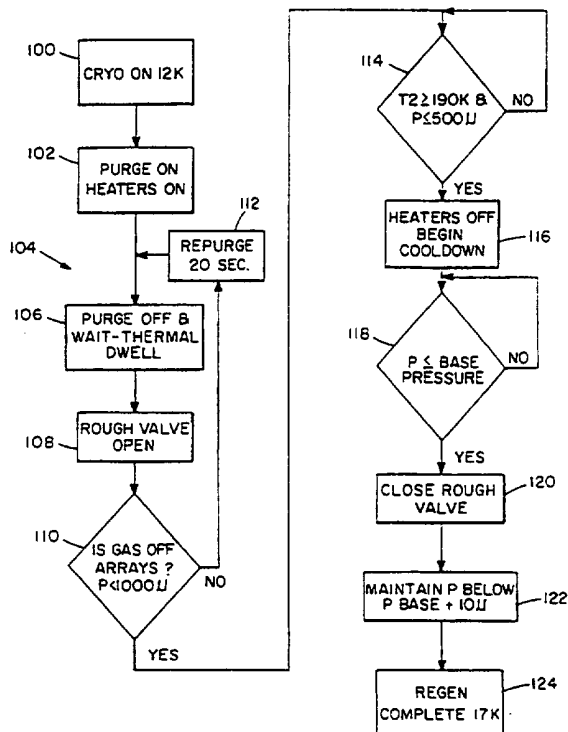 100
CRYO ON 12K
102
PURGE ON
HEATERS ON
112
REPURGE
20 SEC.
104
106
PURGE OFF &
WAIT-THERMAL
DWELL
108
ROUGH VALVE
OPEN
110
IS GAS OFF
ARRAYS ?
P<1000µ
NO
YES
114
T2≥190K &
P≤500µ
NO
YES
HEATERS OFF
BEGIN
COOLDOWN
116
118
P ≤ BASE
PRESSURE
NO
YES
CLOSE ROUGH
VALVE
120
MAINTAIN P BELOW
P BASE + 10µ
122
REGEN
COMPLETE 17K
124